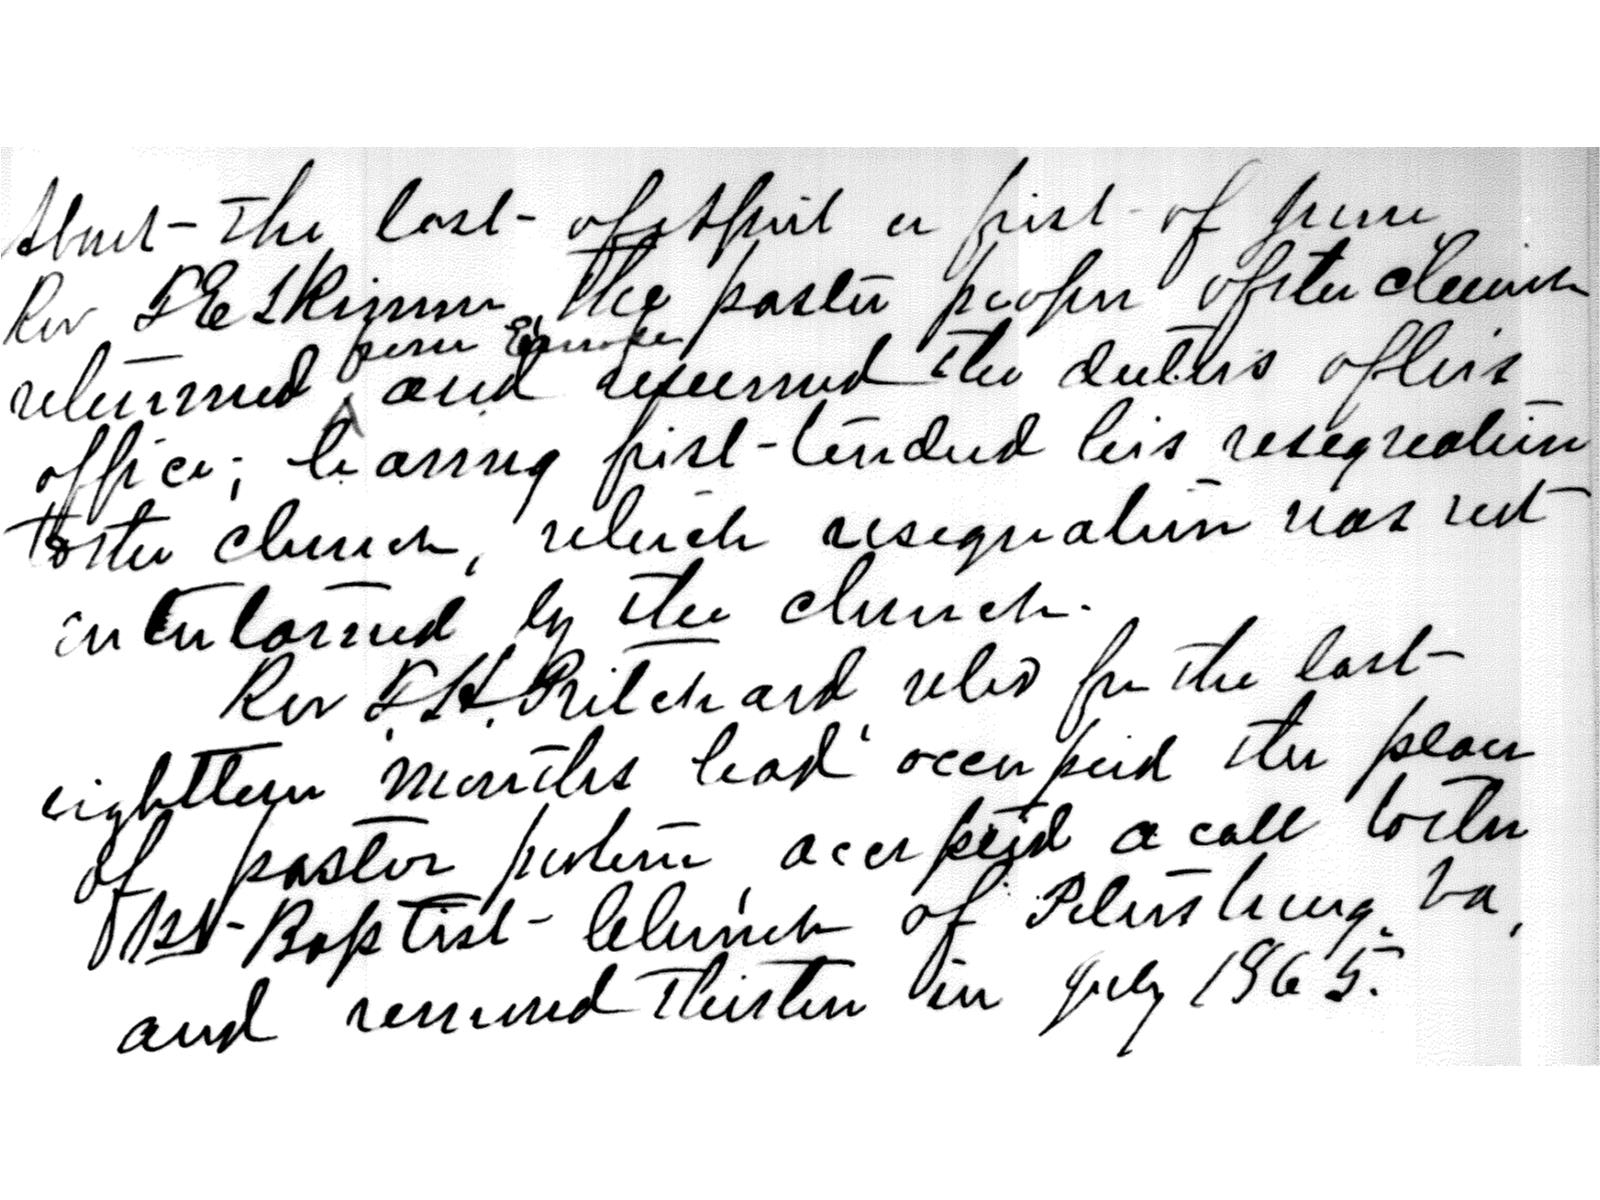 About the last of April or first of June
Rev T E Skinner, the pastor proper of the church
from Europe
returned and resumed the duties of his
office; having first tendered his resignation
to the church, which resignation was not
entertained by the church.
Rev T. H. Pritchard, who for the last
eighteen months had occupied the place
of pastor protem, accepted a call to the
1st Baptist Church of Petersburg, Va,
and removed thither in July 1865.